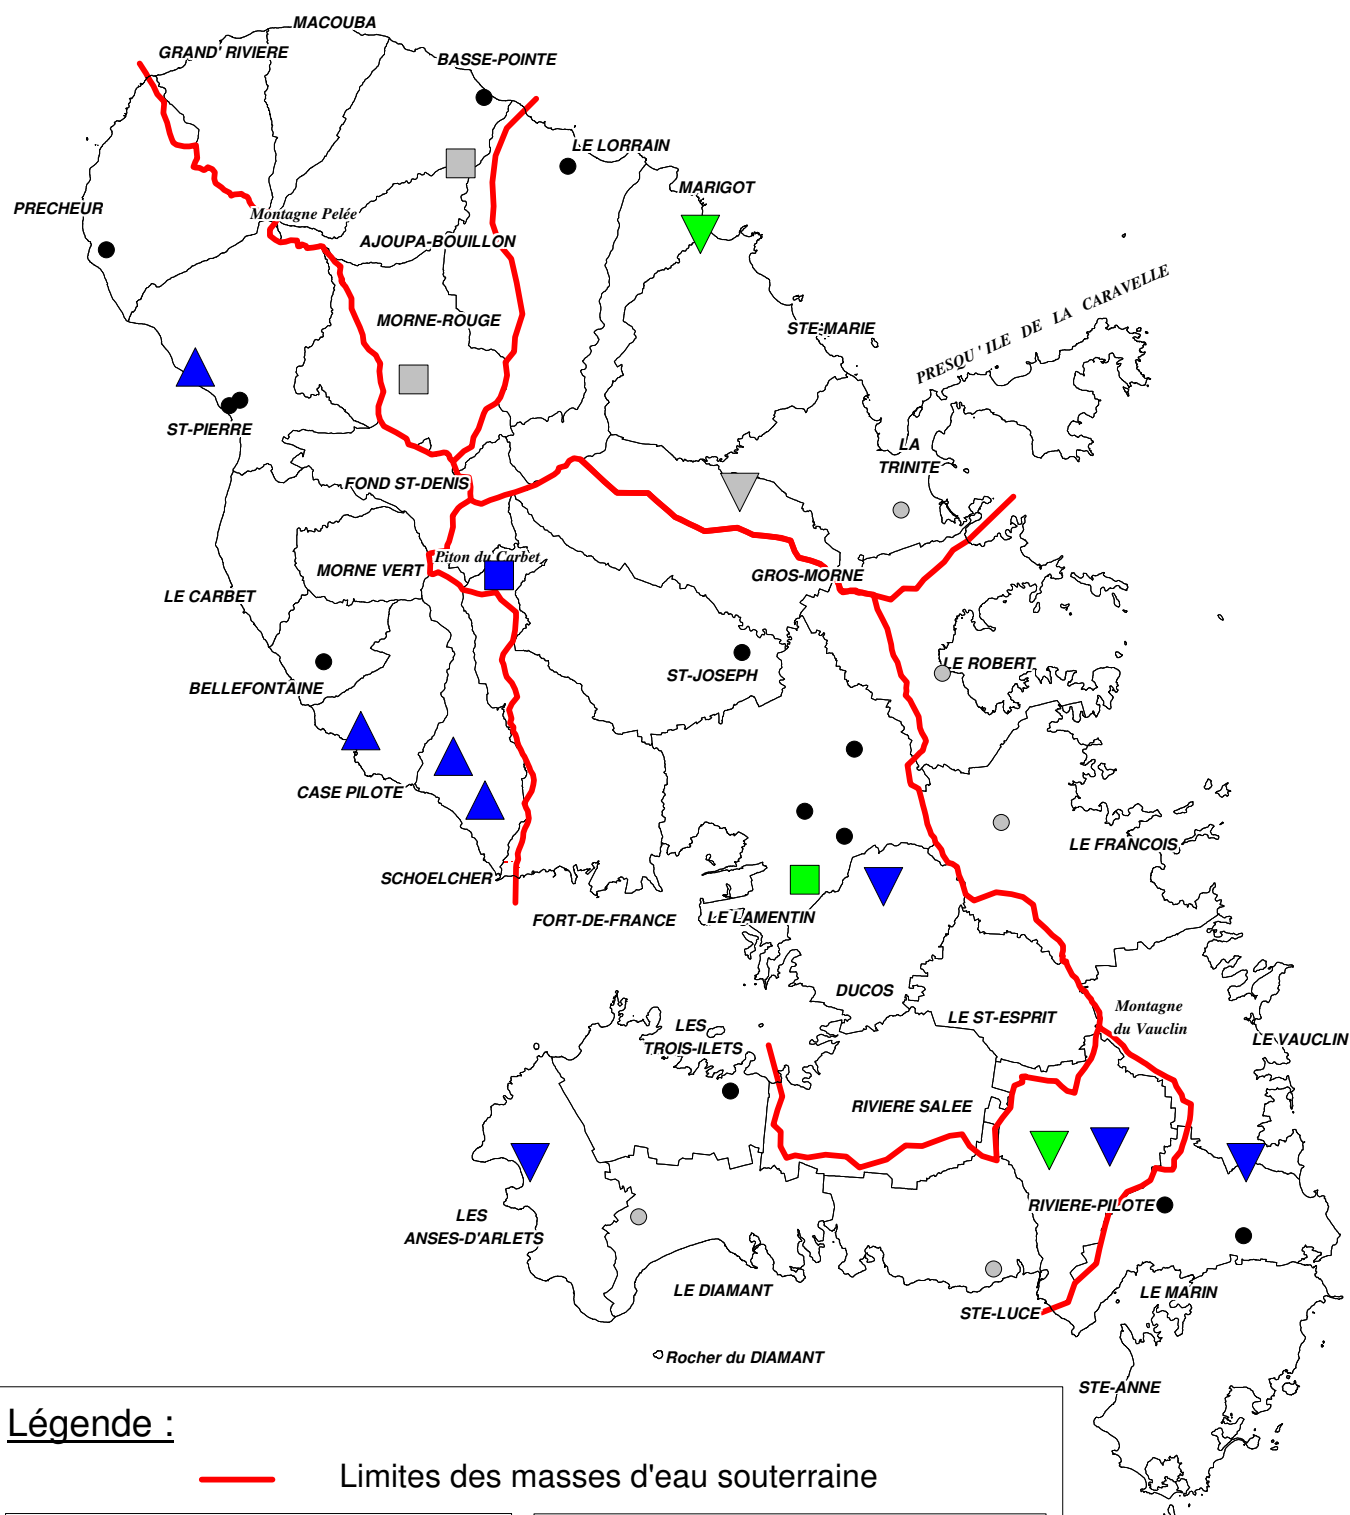 MACOUBA
GRAND' RIVIERE
BASSE-POINTE
LE LORRAIN
MARIGOT
PRECHEUR
Montagne Pelée
AJOUPA-BOUILLON
PRESQU'ILE DE LA CARAVELLE
MORNE-ROUGE
STE-MARIE
ST-PIERRE
LA
TRINITE
FOND ST-DENIS
Piton du Carbet
MORNE VERT
GROS-MORNE
LE CARBET
LE ROBERT
ST-JOSEPH
BELLEFONTAINE
CASE PILOTE
LE FRANCOIS
SCHOELCHER
FORT-DE-FRANCE
LE LAMENTIN
DUCOS
Montagne
du Vauclin
LE ST-ESPRIT
LES
TROIS-ILETS
LE VAUCLIN
RIVIERE SALEE
RIVIERE-PILOTE
LES
ANSES-D'ARLETS
LE DIAMANT
LE MARIN
STE-LUCE
Rocher du DIAMANT
STE-ANNE
Légende :
Limites des masses d'eau souterraine